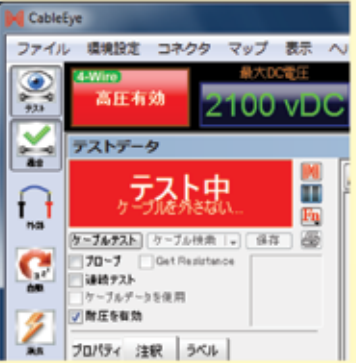 CableEye
ファイル 環境設定 コネクタ マップ 表示 ヘ
4-Wire
高圧有効
最大DC電圧
2100 vDC
テスト
適合
テストデータ
テスト中
ケーブルを外さない...
ケーブルテスト ケーブル検索 保存
プローブ Get Resistance
連続テスト
ケーブルデータを使用
耐圧を有効
自動
プロパティ 注釈 ラベル